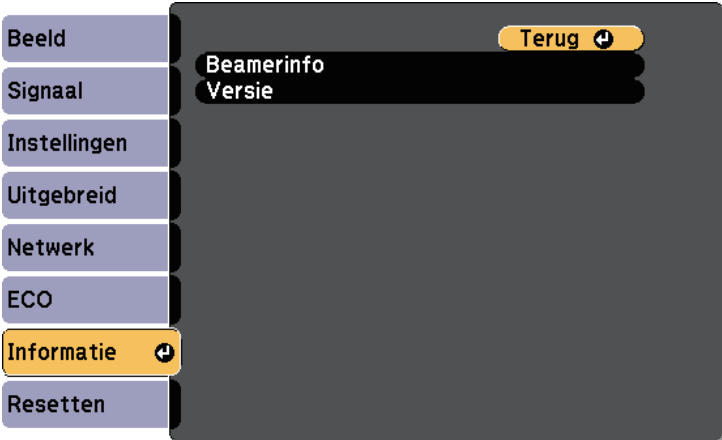 Beeld
Signaal
Instellingen
Uitgebreid
Netwerk
ECO
Informatie
Resetten
Terug
Beamerinfo
Versie